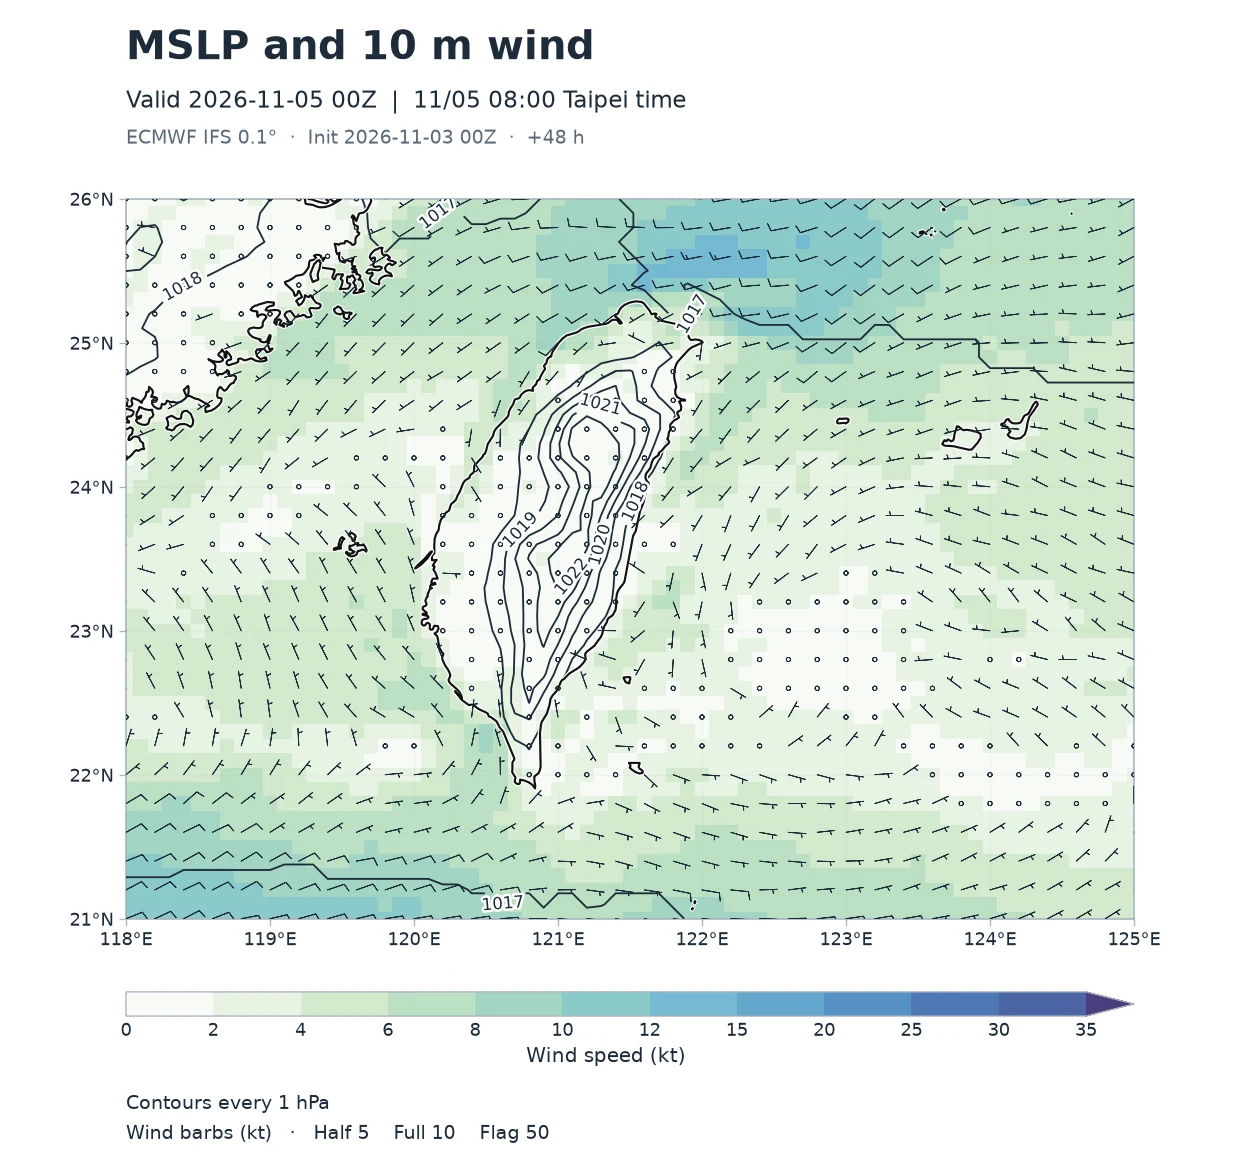 MSLP and 10 m wind
Valid 2026-11-05 00Z | 11/05 08:00 Taipei time
ECMWF IFS 0.1° · Init 2026-11-03 00Z · +48 h
26°N
1017
1018
1017
25°N
1021
24°N
1018
1019
1020
1022
23°N
22°N
1017
21°N
118°E 119°E 120°E 121°E 122°E 123°E 124°E 125°E
0 2 4 6 8 10 12 15 20 25 30 35
Wind speed (kt)
Contours every 1 hPa
Wind barbs (kt) · Half 5 Full 10 Flag 50